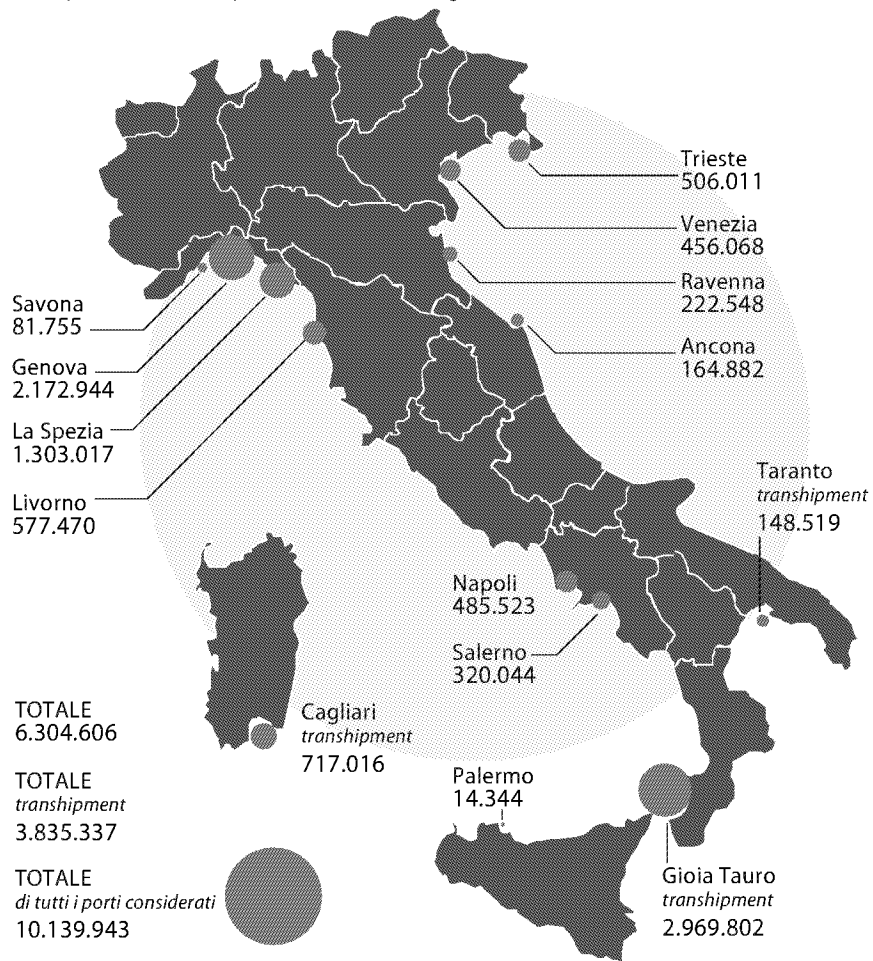 Trieste
506.011
Venezia
456.068
Ravenna
222.548
Ancona
164.882
Savona
81.755
Genova
2.172.944
La Spezia
1.303.017
Livorno
577.470
Taranto
transhipment
148.519
Napoli
485.523
Salerno
320.044
Cagliari
transhipment
717.016
Palermo
14.344
Gioia Tauro
transhipment
2.969.802
TOTALE
6.304.606
TOTALE
transhipment
3.835.337
TOTALE
di tutti i porti considerati
10.139.943